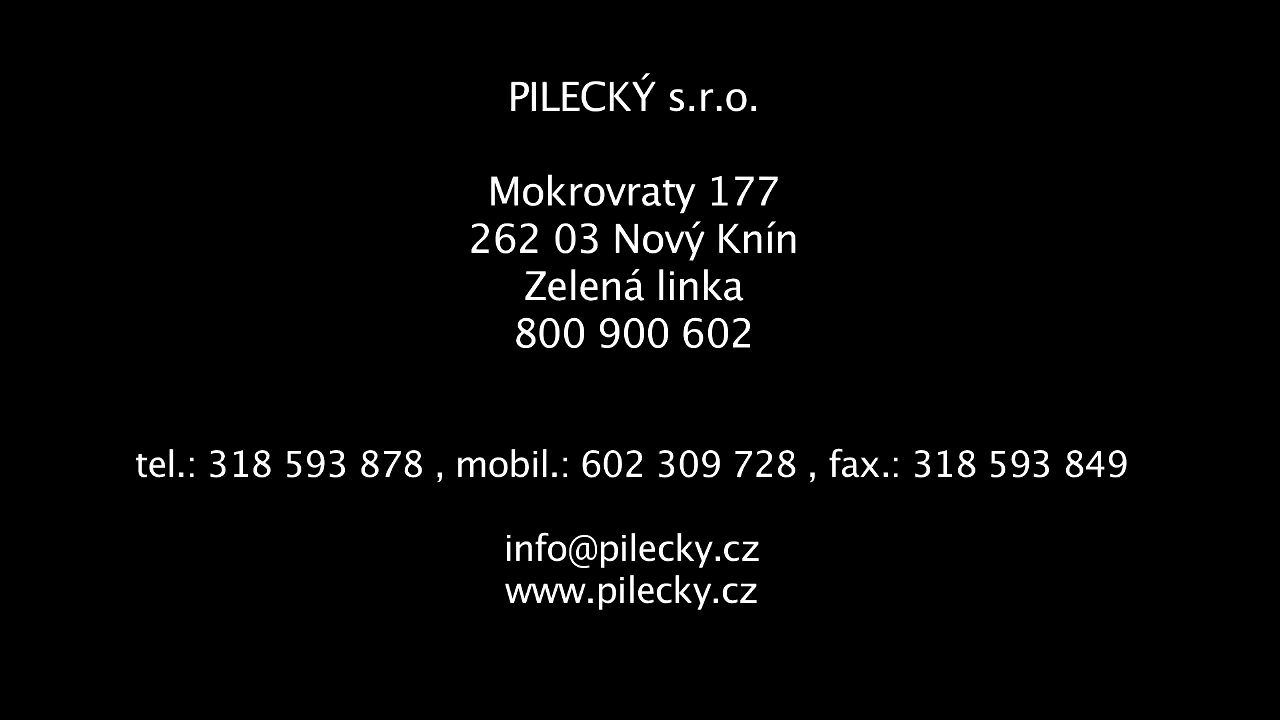 PILECKÝ s.r.o.
Mokrovraty 177
262 03 Nový Knín
Zelená linka
800 900 602
tel.: 318 593 878 , mobil.: 602 309 728 , fax.: 318 593 849
info@pilecky.cz
www.pilecky.cz